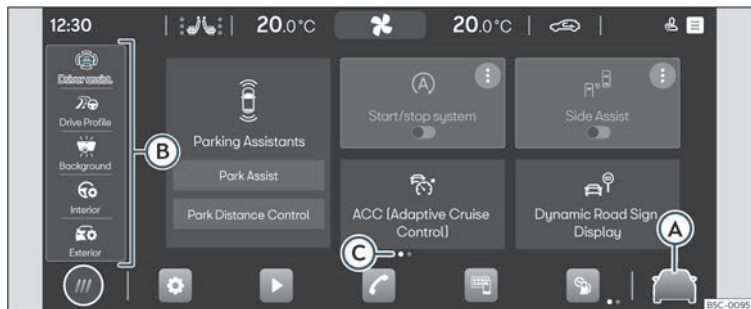 12:30
20.0°C
20.0°C
Driver assist.
Drive Profile
Background
Interior
Exterior
B
Parking Assistants
Park Assist
Park Distance Control
A
Start/stop system
Side Assist
ACC (Adaptive Cruise
Control)
Dynamic Road Sign
Display
C
A
B5C-0095